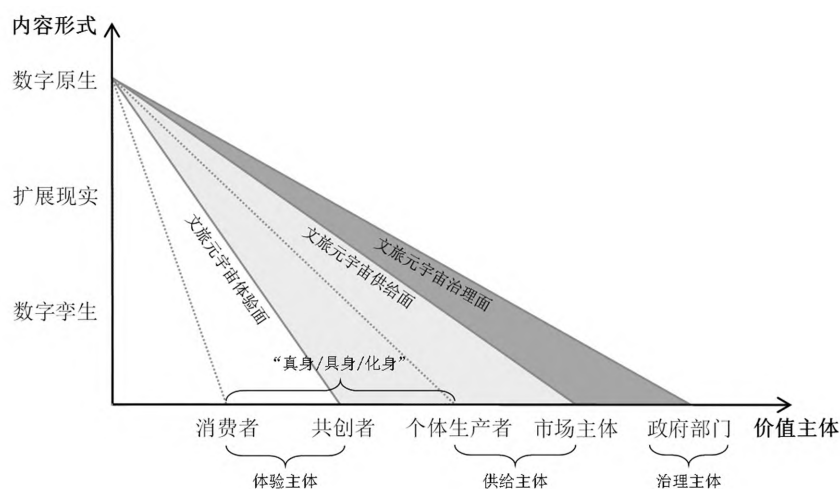 内容形式
数字原生
扩展现实
数字孪生
文旅元宇宙体验面
文旅元宇宙供给面
文旅元宇宙治理面
“真身/具身/化身”
消费者 共创者 个体生产者 市场主体 政府部门 价值主体
体验主体 供给主体 治理主体